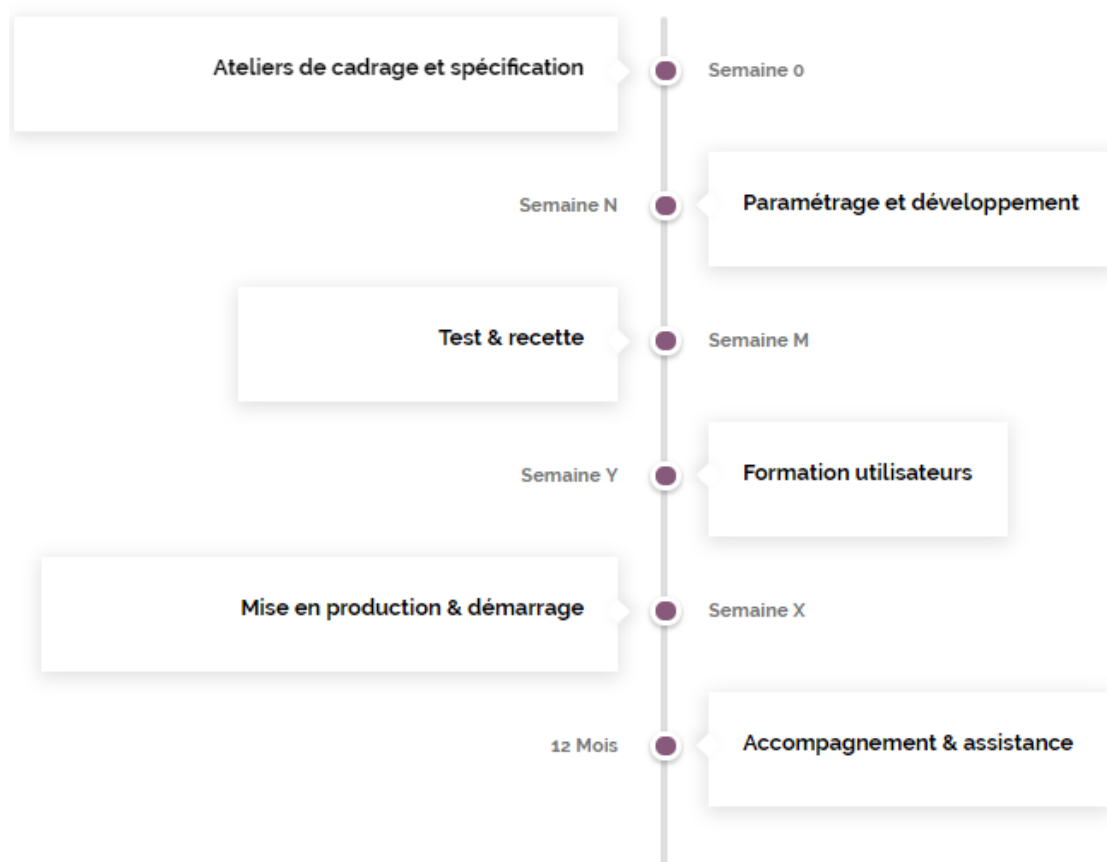 Ateliers de cadrage et spécification
Semaine 0
Semaine N
Paramétrage et développement
Test & recette
Semaine M
Semaine Y
Formation utilisateurs
Mise en production & démarrage
Semaine X
12 Mois
Accompagnement & assistance